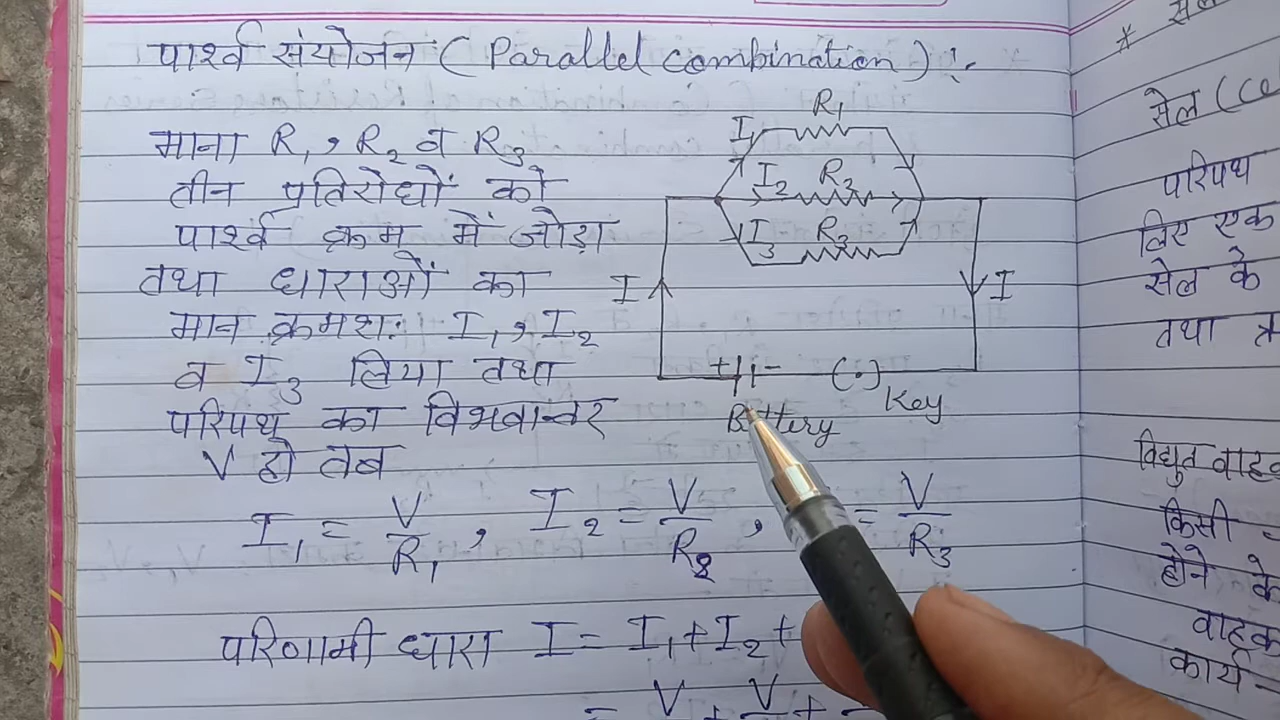 पार्श्व संयोजन (Parallel Combination) :-
माना R₁, R₂ व R₃
तीन प्रतिरोधों को
पार्श्व क्रम में जोड़ा
तथा धाराओं का
मान क्रमशः I₁, I₂
व I₃ लिया तथा
परिपथ का विभवान्तर
V हो तब
I₁ = V/R₁, I₂ = V/R₂, = V/R₃
परिणामी धारा I = I₁ + I₂ +
= V + V +
R₁
I₁
I₂ R₂
I₃
I I
+ -
(.)
Battery Key
*
सेल
परिपथ
लिए एक
सेल के
तथा
विद्युत वाहक
किसी
होने के
वाहक
कार्य